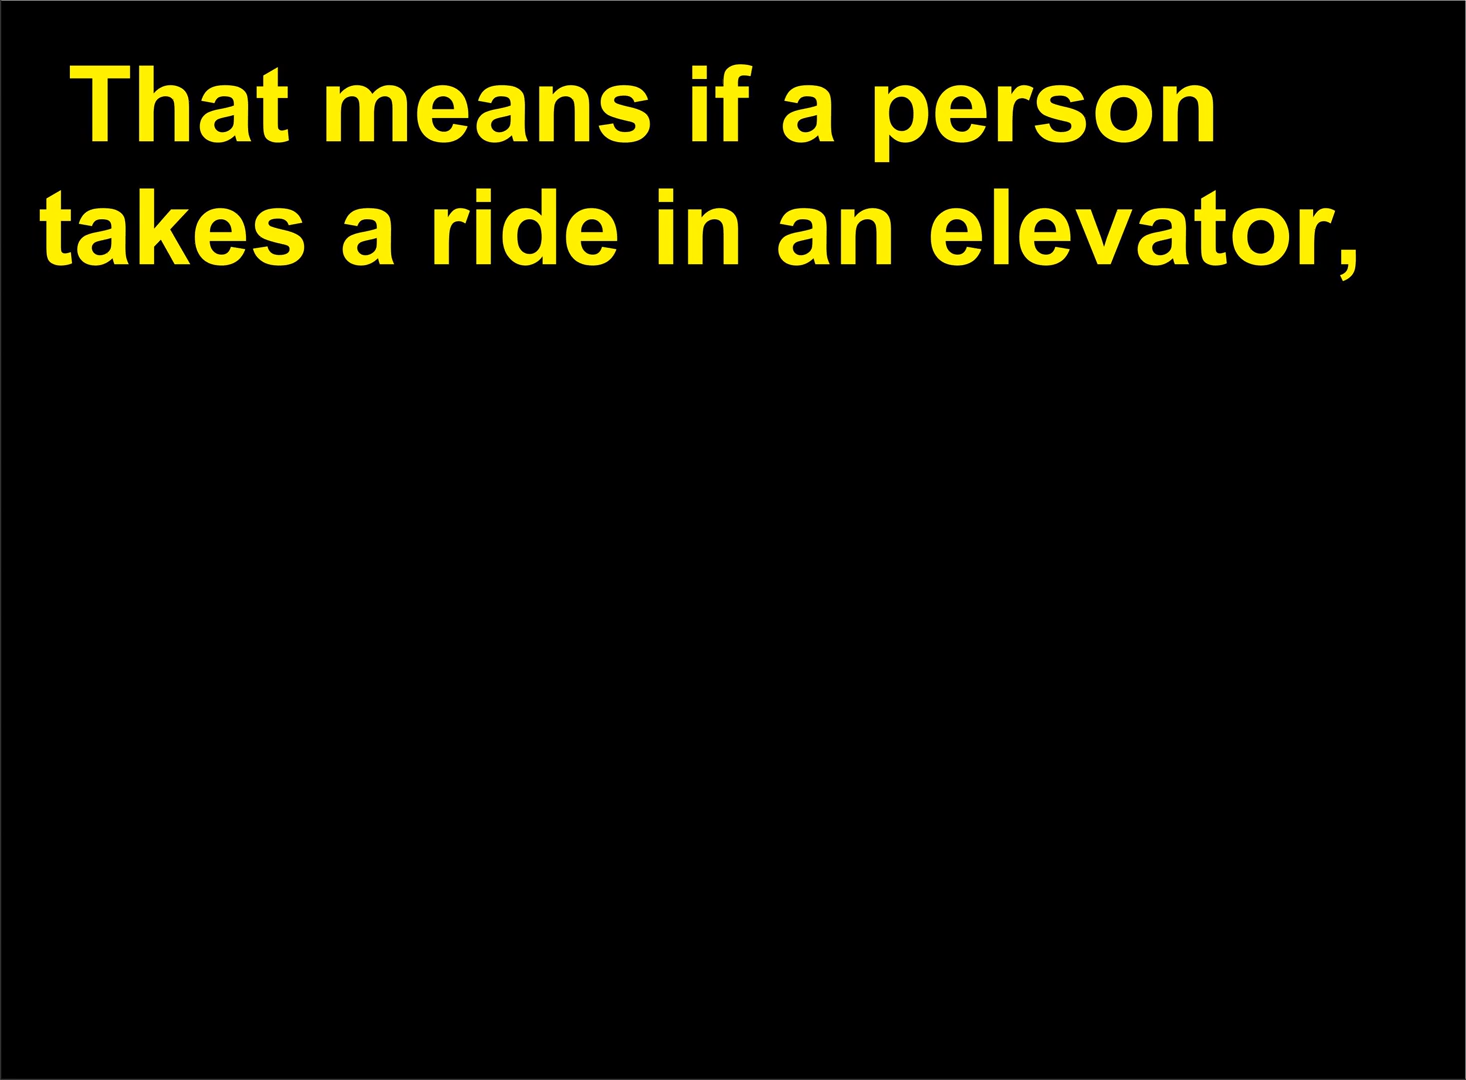 That means if a person
takes a ride in an elevator,